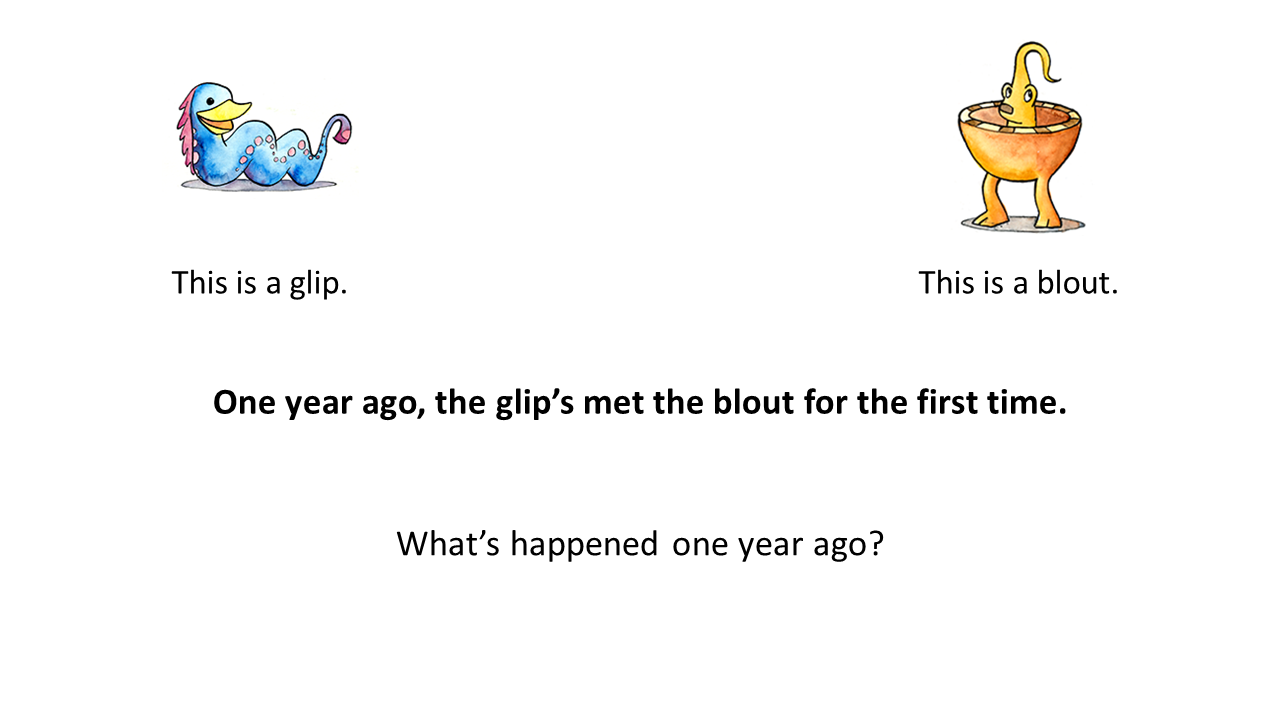 This is a glip.
This is a blout.
One year ago, the glip’s met the blout for the first time.
What’s happened one year ago?